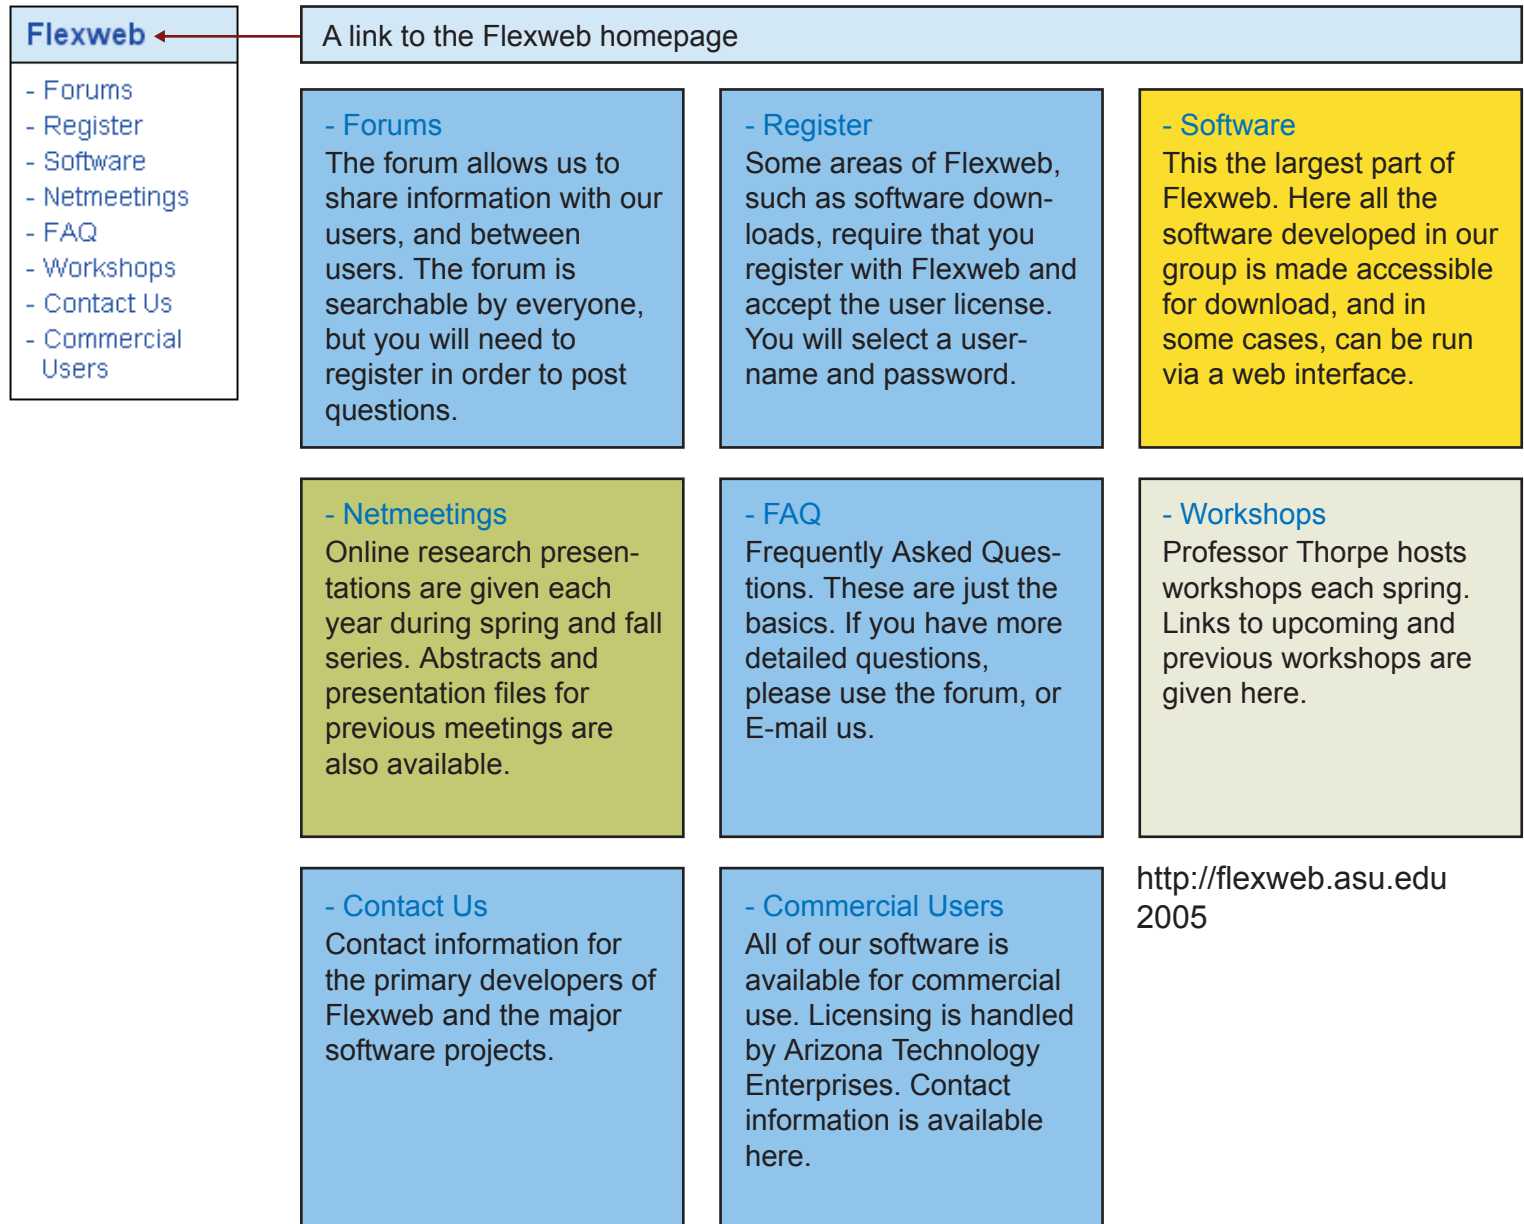 Flexweb
A link to the Flexweb homepage
- Forums
- Register
- Software
- Netmeetings
- FAQ
- Workshops
- Contact Us
- Commercial
Users
- Forums
The forum allows us to
share information with our
users, and between
users. The forum is
searchable by everyone,
but you will need to
register in order to post
questions.
- Register
Some areas of Flexweb,
such as software down-
loads, require that you
register with Flexweb and
accept the user license.
You will select a user-
name and password.
- Software
This the largest part of
Flexweb. Here all the
software developed in our
group is made accessible
for download, and in
some cases, can be run
via a web interface.
- Netmeetings
Online research presen-
tations are given each
year during spring and fall
series. Abstracts and
presentation files for
previous meetings are
also available.
- FAQ
Frequently Asked Ques-
tions. These are just the
basics. If you have more
detailed questions,
please use the forum, or
E-mail us.
- Workshops
Professor Thorpe hosts
workshops each spring.
Links to upcoming and
previous workshops are
given here.
- Contact Us
Contact information for
the primary developers of
Flexweb and the major
software projects.
- Commercial Users
All of our software is
available for commercial
use. Licensing is handled
by Arizona Technology
Enterprises. Contact
information is available
here.
http://flexweb.asu.edu
2005